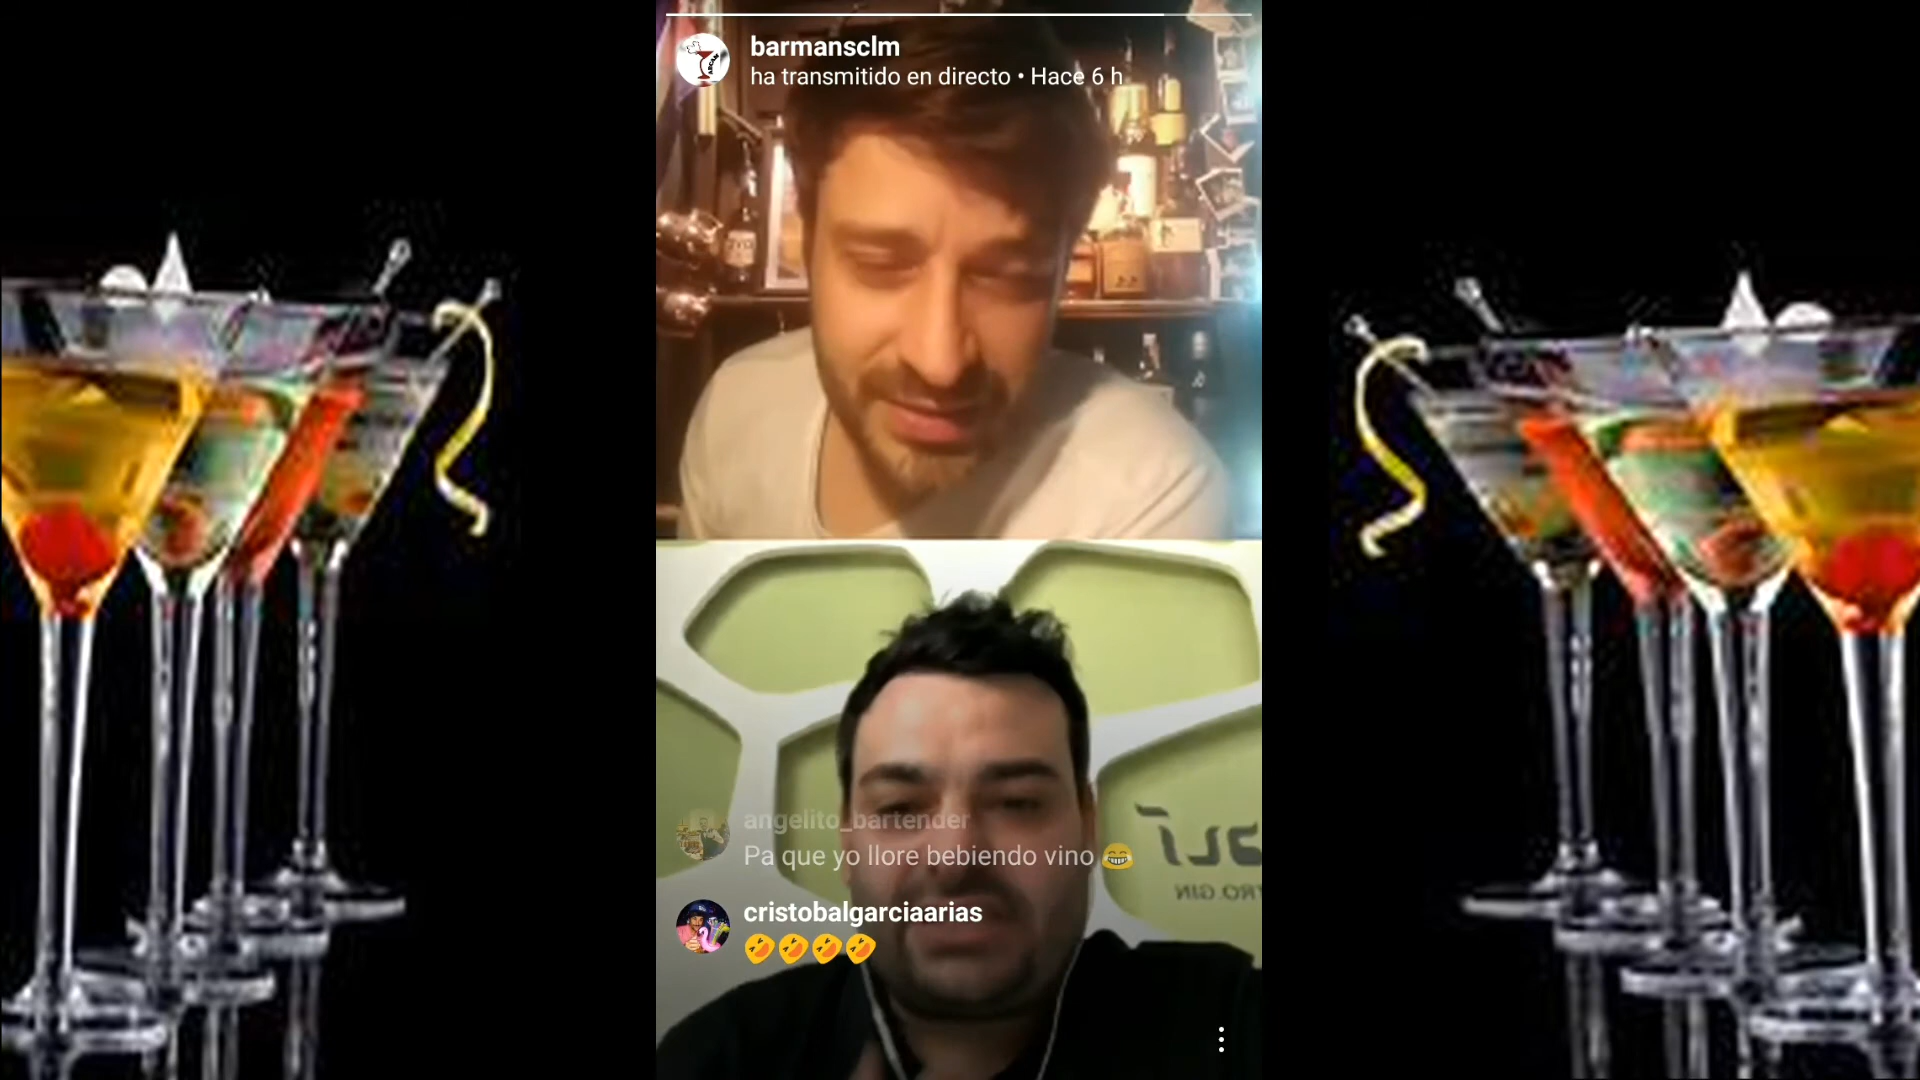 barmansclm
ha transmitido en directo • Hace 6 h
angelito_bartender
Pa que yo llore bebiendo vino 😂
cristobalgarciaarias
🤣🤣🤣🤣